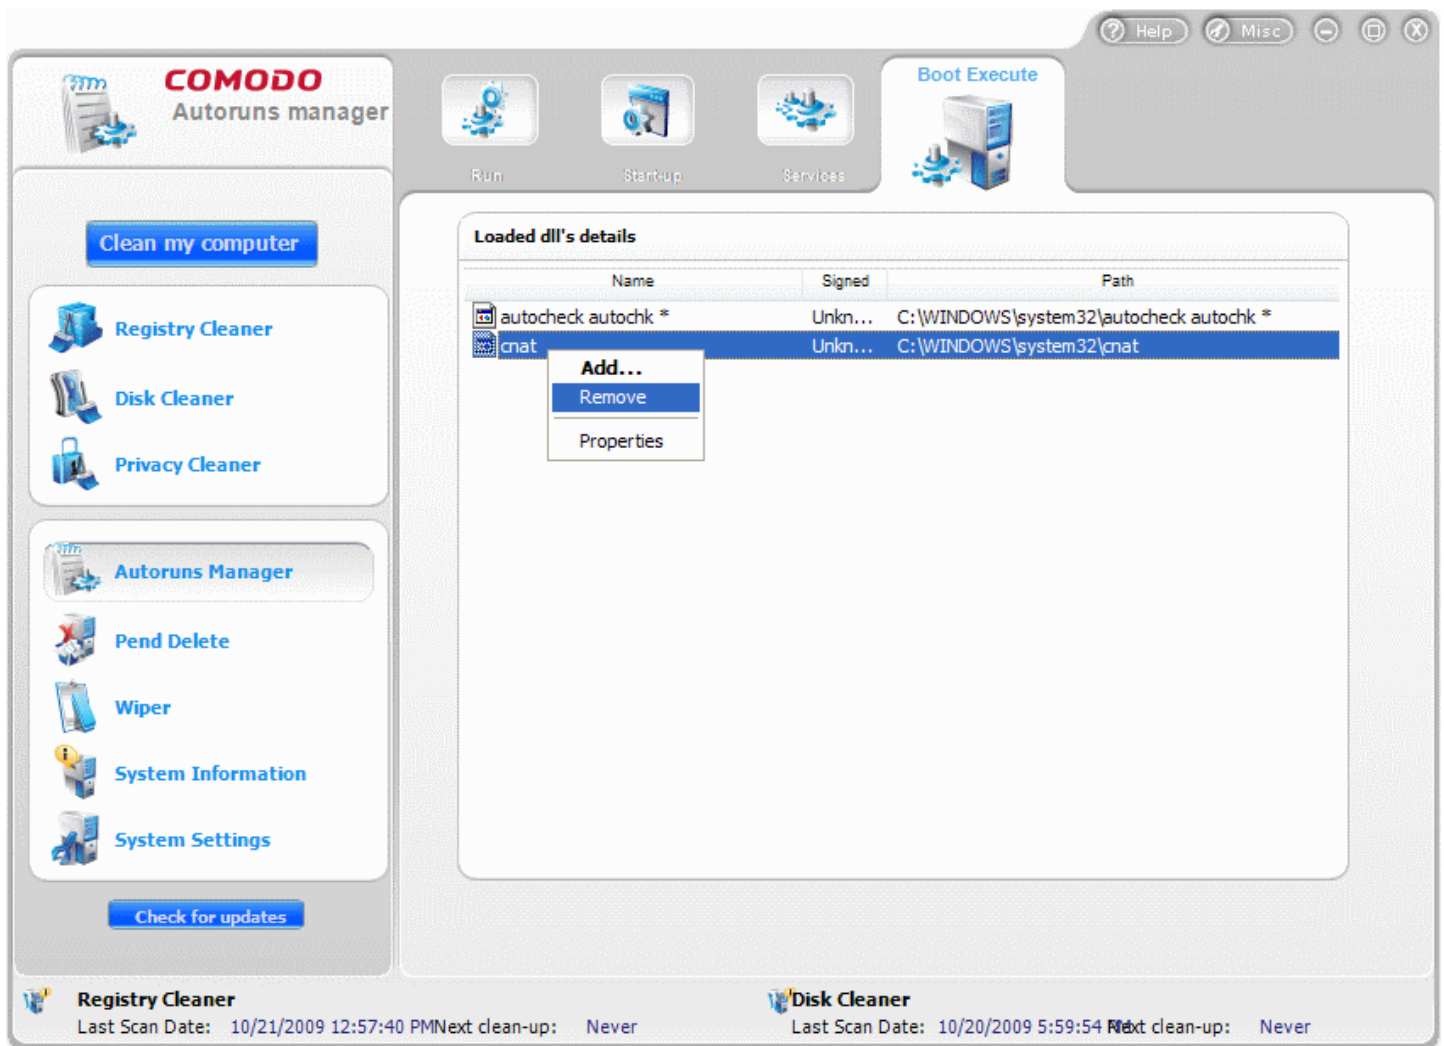 Help Misc
COMODO
Autoruns manager
Run
Start-up
Services
Boot Execute
Clean my computer
Registry Cleaner
Disk Cleaner
Privacy Cleaner
Autoruns Manager
Pend Delete
Wiper
System Information
System Settings
Check for updates
Loaded dll's details
Name Signed Path
autocheck autochk * Unkn... C:\WINDOWS\system32\autocheck autochk *
cnat Unkn... C:\WINDOWS\system32\cnat
Add...
Remove
Properties
Registry Cleaner
Last Scan Date: 10/21/2009 12:57:40 PM Next clean-up: Never
Disk Cleaner
Last Scan Date: 10/20/2009 5:59:54 clean-up: Never